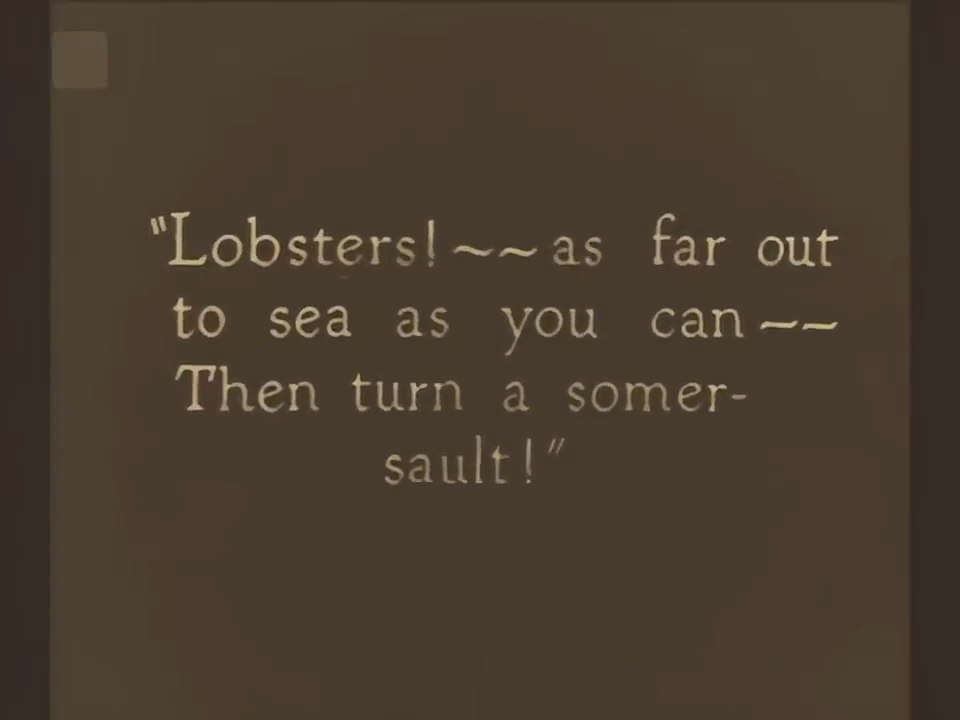 "Lobsters! ~~ as far out
to sea as you can ~~
Then turn a somer-
sault!"